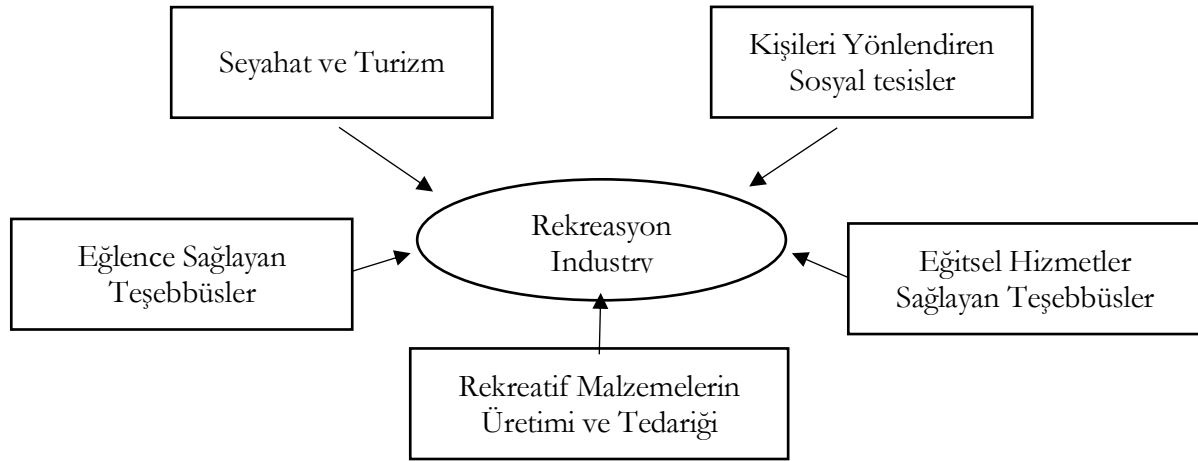 Seyahat ve Turizm
Kişileri Yönlendiren
Sosyal tesisler
Rekreasyon
Industry
Eğlence Sağlayan
Teşebbüsler
Eğitsel Hizmetler
Sağlayan Teşebbüsler
Rekreatif Malzemelerin
Üretimi ve Tedariği